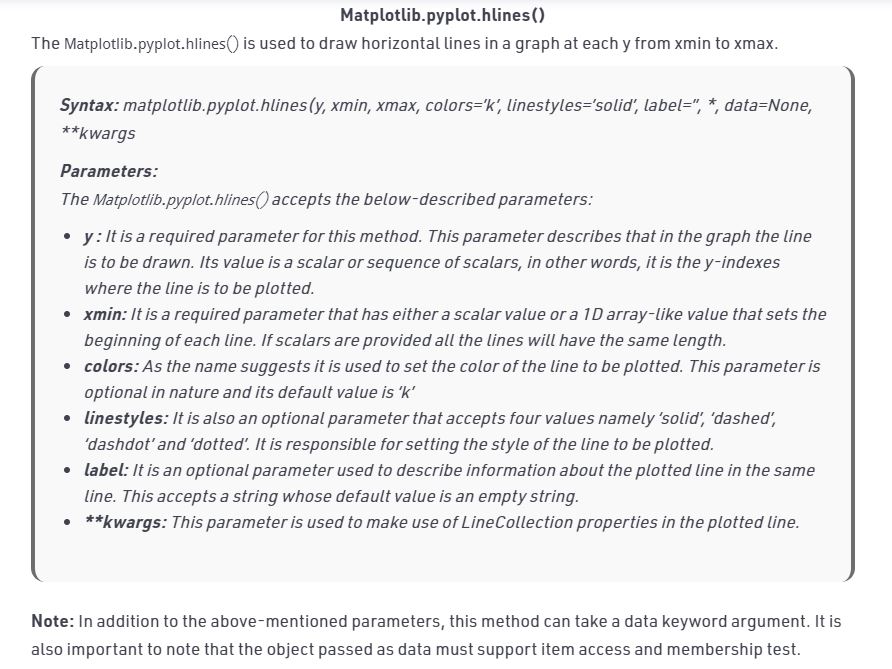 Matplotlib.pyplot.hlines()
The Matplotlib.pyplot.hlines() is used to draw horizontal lines in a graph at each y from xmin to xmax.
Syntax: matplotlib.pyplot.hlines(y, xmin, xmax, colors=’k’, linestyles=’solid’, label=”, *, data=None,
**kwargs
Parameters:
The Matplotlib.pyplot.hlines() accepts the below-described parameters:
• y : It is a required parameter for this method. This parameter describes that in the graph the line
is to be drawn. Its value is a scalar or sequence of scalars, in other words, it is the y-indexes
where the line is to be plotted.
• xmin: It is a required parameter that has either a scalar value or a 1D array-like value that sets the
beginning of each line. If scalars are provided all the lines will have the same length.
• colors: As the name suggests it is used to set the color of the line to be plotted. This parameter is
optional in nature and its default value is ‘k’
• linestyles: It is also an optional parameter that accepts four values namely ‘solid’, ‘dashed’,
‘dashdot’ and ‘dotted’. It is responsible for setting the style of the line to be plotted.
• label: It is an optional parameter used to describe information about the plotted line in the same
line. This accepts a string whose default value is an empty string.
• **kwargs: This parameter is used to make use of LineCollection properties in the plotted line.
Note: In addition to the above-mentioned parameters, this method can take a data keyword argument. It is
also important to note that the object passed as data must support item access and membership test.